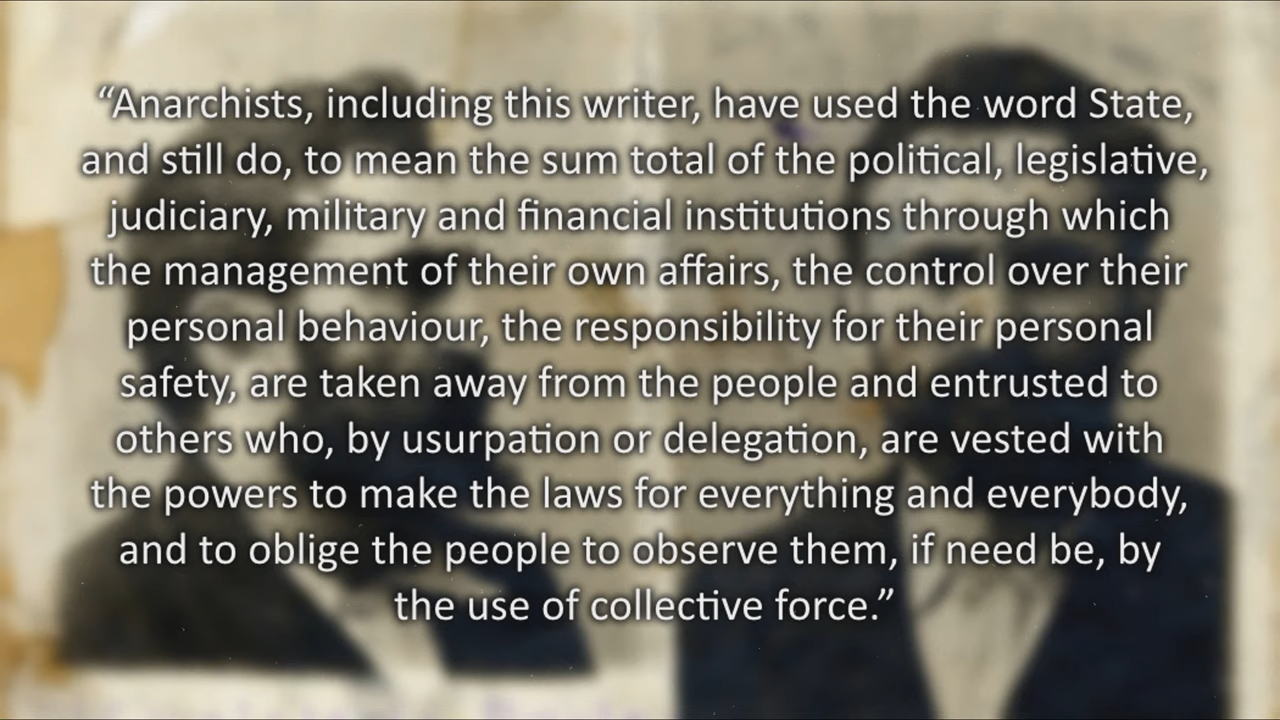 “Anarchists, including this writer, have used the word State,
and still do, to mean the sum total of the political, legislative,
judiciary, military and financial institutions through which
the management of their own affairs, the control over their
personal behaviour, the responsibility for their personal
safety, are taken away from the people and entrusted to
others who, by usurpation or delegation, are vested with
the powers to make the laws for everything and everybody,
and to oblige the people to observe them, if need be, by
the use of collective force.”